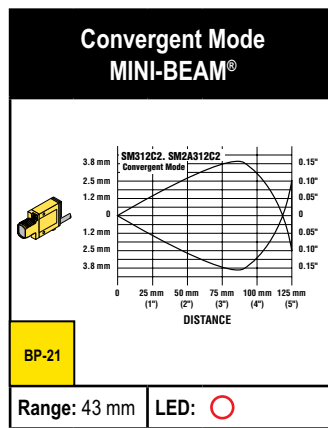 Convergent Mode
MINI-BEAM®
SM312C2. SM2A312C2
Convergent Mode
3.8 mm 0.15"
2.5 mm 0.10"
1.2 mm 0.05"
0 0
1.2 mm 0.05"
2.5 mm 0.10"
3.8 mm 0.15"
0 25 mm 50 mm 75 mm 100 mm 125 mm
(1") (2") (3") (4") (5")
DISTANCE
BP-21
Range: 43 mm LED: